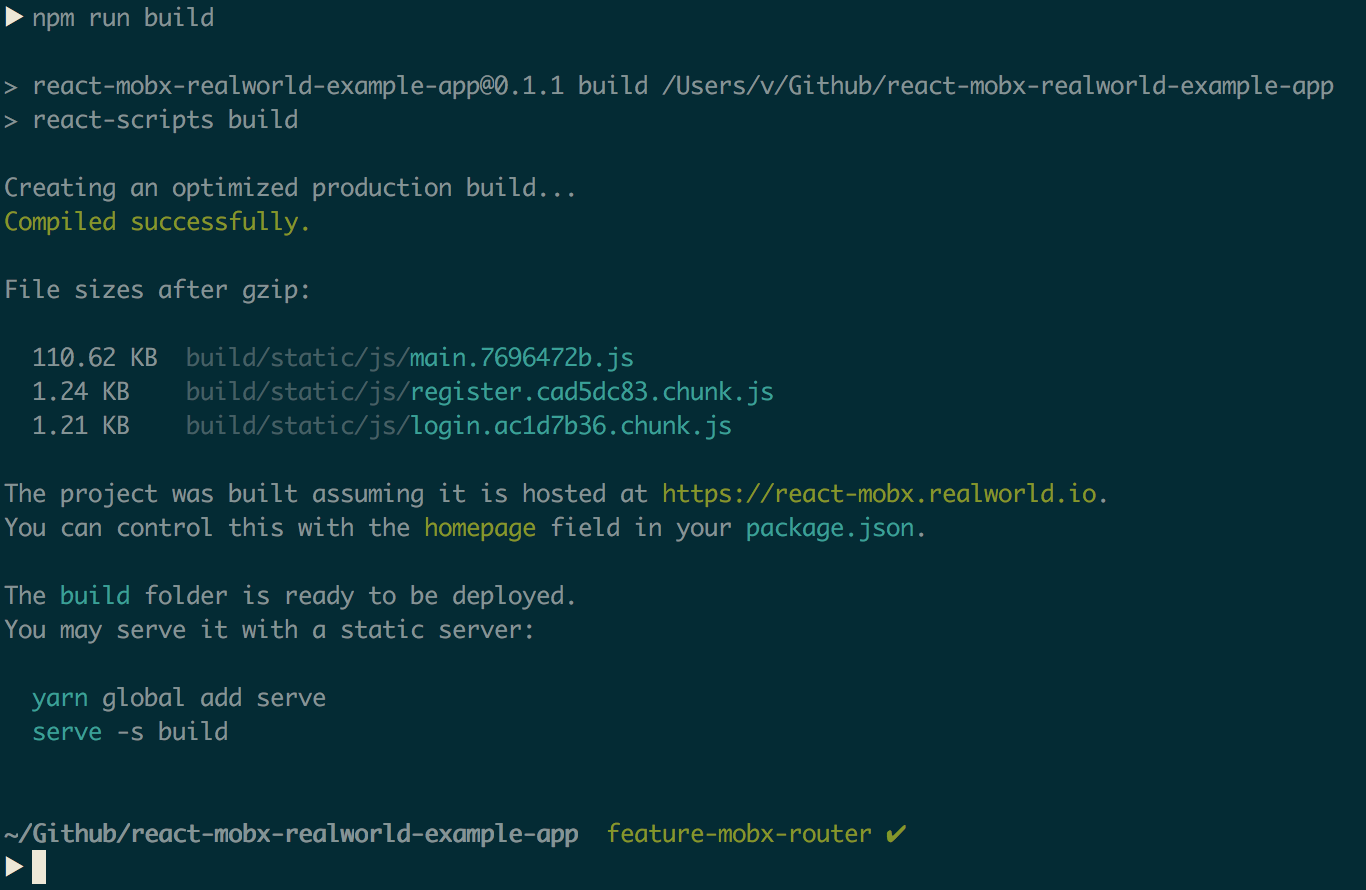 ▶ npm run build
> react-mobx-realworld-example-app@0.1.1 build /Users/v/Github/react-mobx-realworld-example-app
> react-scripts build
Creating an optimized production build...
Compiled successfully.
File sizes after gzip:
110.62 KB build/static/js/main.7696472b.js
1.24 KB build/static/js/register.cad5dc83.chunk.js
1.21 KB build/static/js/login.ac1d7b36.chunk.js
The project was built assuming it is hosted at https://react-mobx.realworld.io.
You can control this with the homepage field in your package.json.
The build folder is ready to be deployed.
You may serve it with a static server:
yarn global add serve
serve -s build
~/Github/react-mobx-realworld-example-app feature-mobx-router ✔
▶